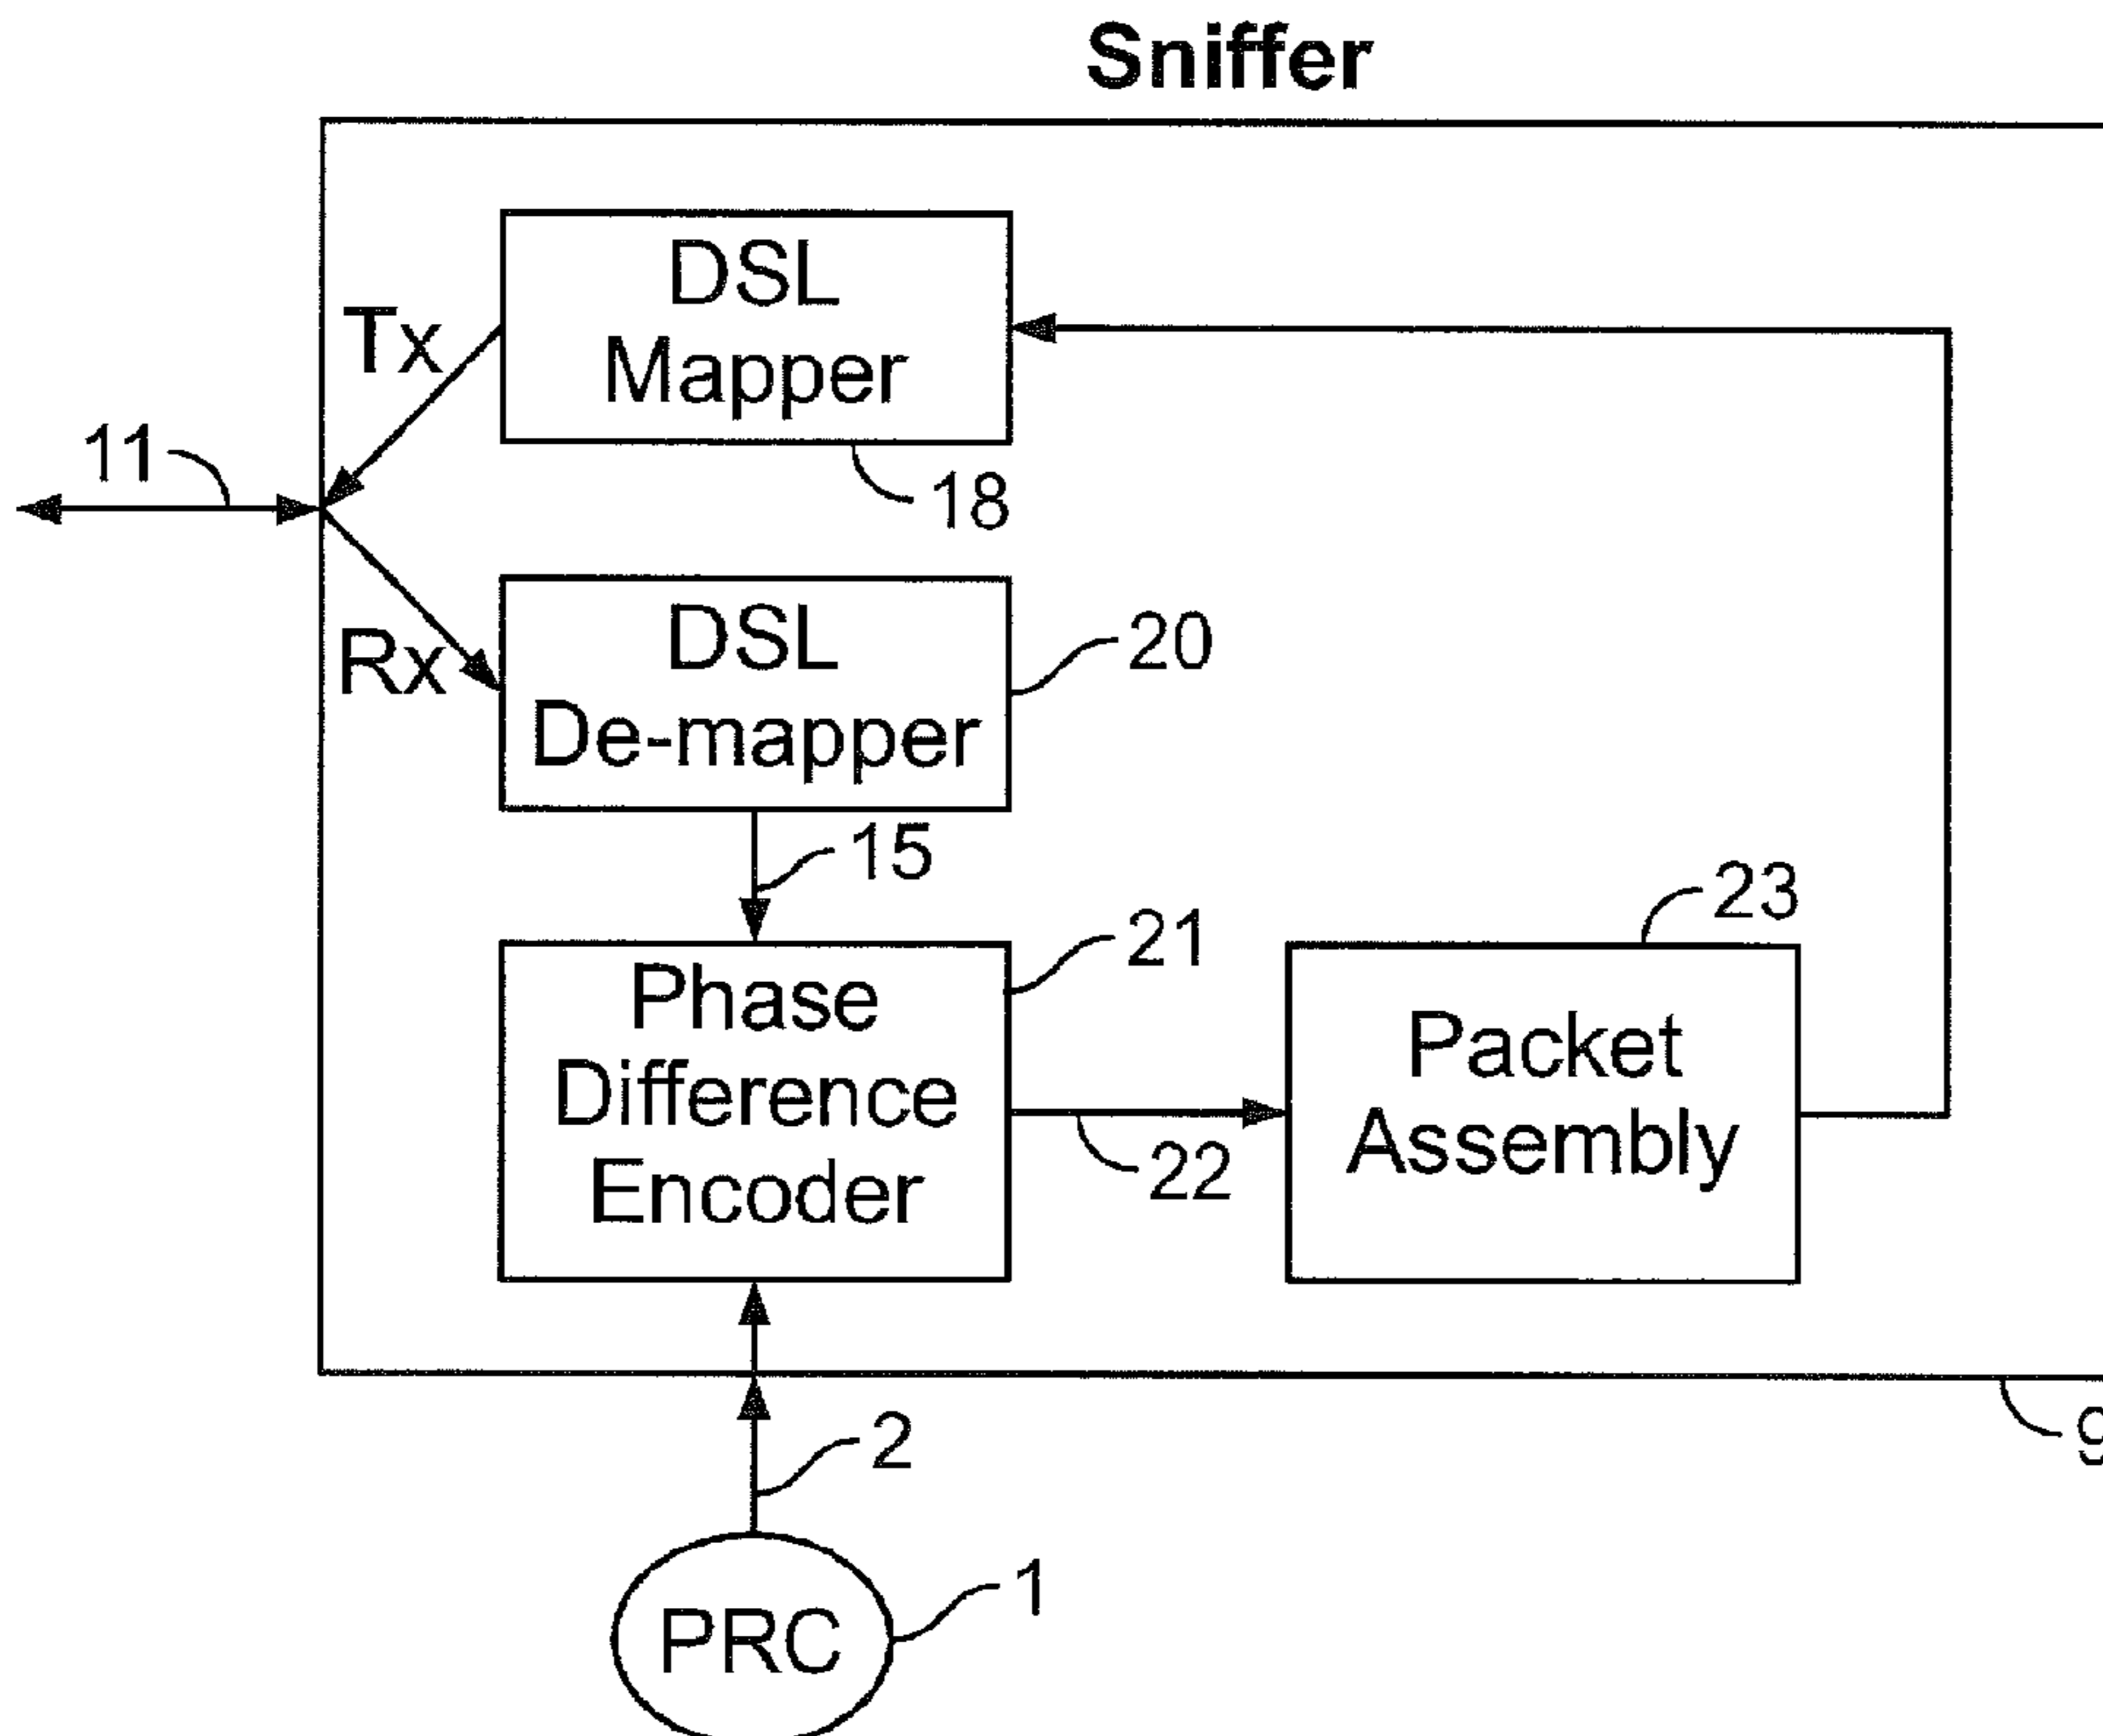 Sniffer
DSL
Mapper
Tx
11
18
DSL
De-mapper
Rx
20
15
Phase
Difference
Encoder
21
22
23
Packet
Assembly
2
9
PRC
1